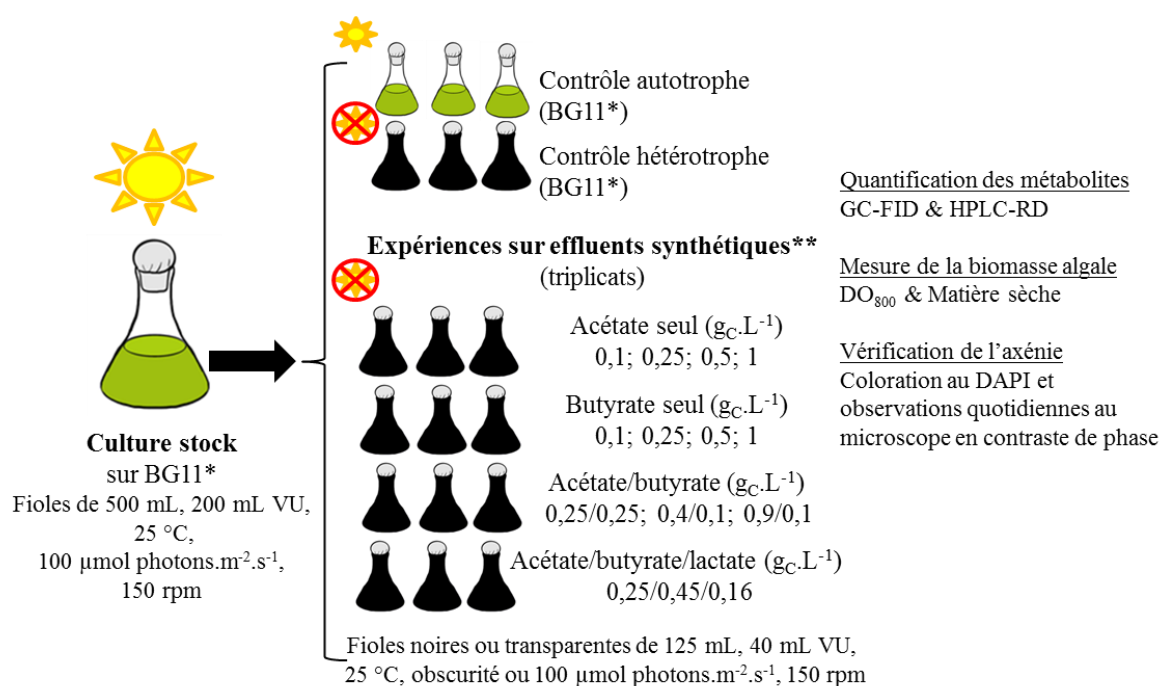 Contrôle autotrophe
(BG11*)
Contrôle hétérotrophe
(BG11*)
Expériences sur effluents synthétiques**
(triplicats)
Acétate seul (g_C.L⁻¹)
0,1; 0,25; 0,5; 1
Butyrate seul (g_C.L⁻¹)
0,1; 0,25; 0,5; 1
Acétate/butyrate (g_C.L⁻¹)
0,25/0,25; 0,4/0,1; 0,9/0,1
Acétate/butyrate/lactate (g_C.L⁻¹)
0,25/0,45/0,16
Fioles noires ou transparentes de 125 mL, 40 mL VU,
25 °C, obscurité ou 100 µmol photons.m⁻².s⁻¹, 150 rpm
Culture stock
sur BG11*
Fioles de 500 mL, 200 mL VU,
25 °C,
100 µmol photons.m⁻².s⁻¹,
150 rpm
Quantification des métabolites
GC-FID & HPLC-RD
Mesure de la biomasse algale
DO₈₀₀ & Matière sèche
Vérification de l'axénie
Coloration au DAPI et
observations quotidiennes au
microscope en contraste de phase